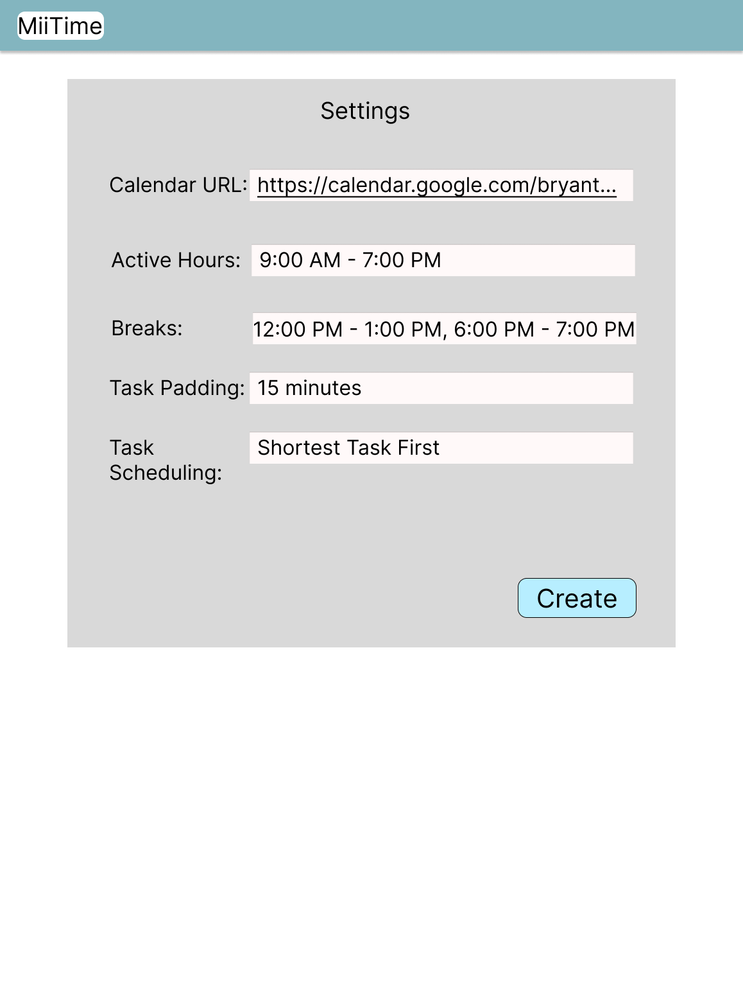 MiiTime
Settings
Calendar URL: https://calendar.google.com/bryant...
Active Hours: 9:00 AM - 7:00 PM
Breaks: 12:00 PM - 1:00 PM, 6:00 PM - 7:00 PM
Task Padding: 15 minutes
Task Shortest Task First
Scheduling:
Create